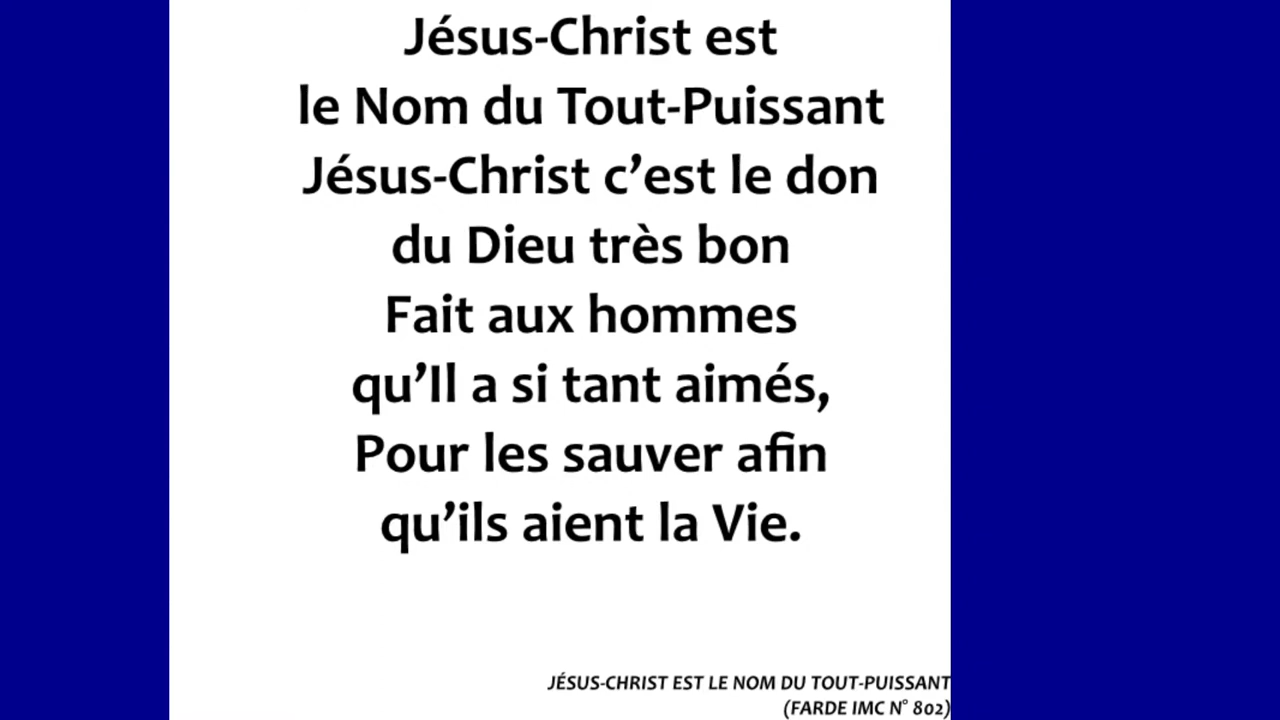 Jésus-Christ est
le Nom du Tout-Puissant
Jésus-Christ c’est le don
du Dieu très bon
Fait aux hommes
qu’Il a si tant aimés,
Pour les sauver afin
qu’ils aient la Vie.
JÉSUS-CHRIST EST LE NOM DU TOUT-PUISSANT
(FARDE IMC N° 802)